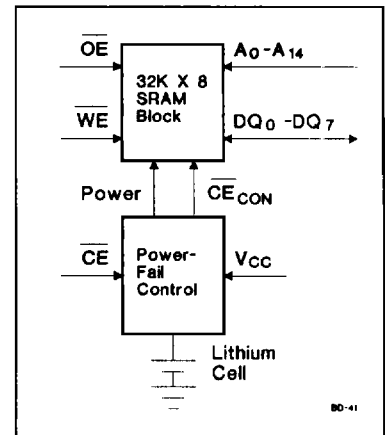 OE
32K X 8
SRAM
Block
A0-A14
WE
DQ0-DQ7
Power
CECON
CE
Power-
Fail
Control
VCC
Lithium
Cell
BD-41